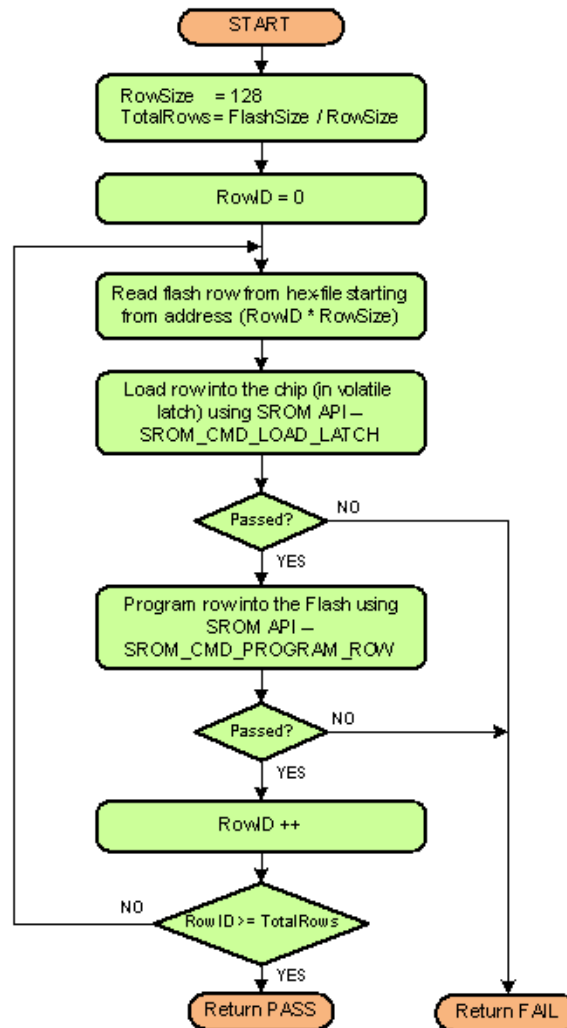 START
RowSize = 128
TotalRows = FlashSize / RowSize
RowID = 0
Read flash row from hex-file starting
from address (RowID * RowSize)
Load row into the chip (in volatile
latch) using SROM API –
SROM_CMD_LOAD_LATCH
Passed?
NO
YES
Program row into the Flash using
SROM API –
SROM_CMD_PROGRAM_ROW
Passed?
NO
YES
RowID ++
NO
RowID >= TotalRows
YES
Return PASS
Return FAIL